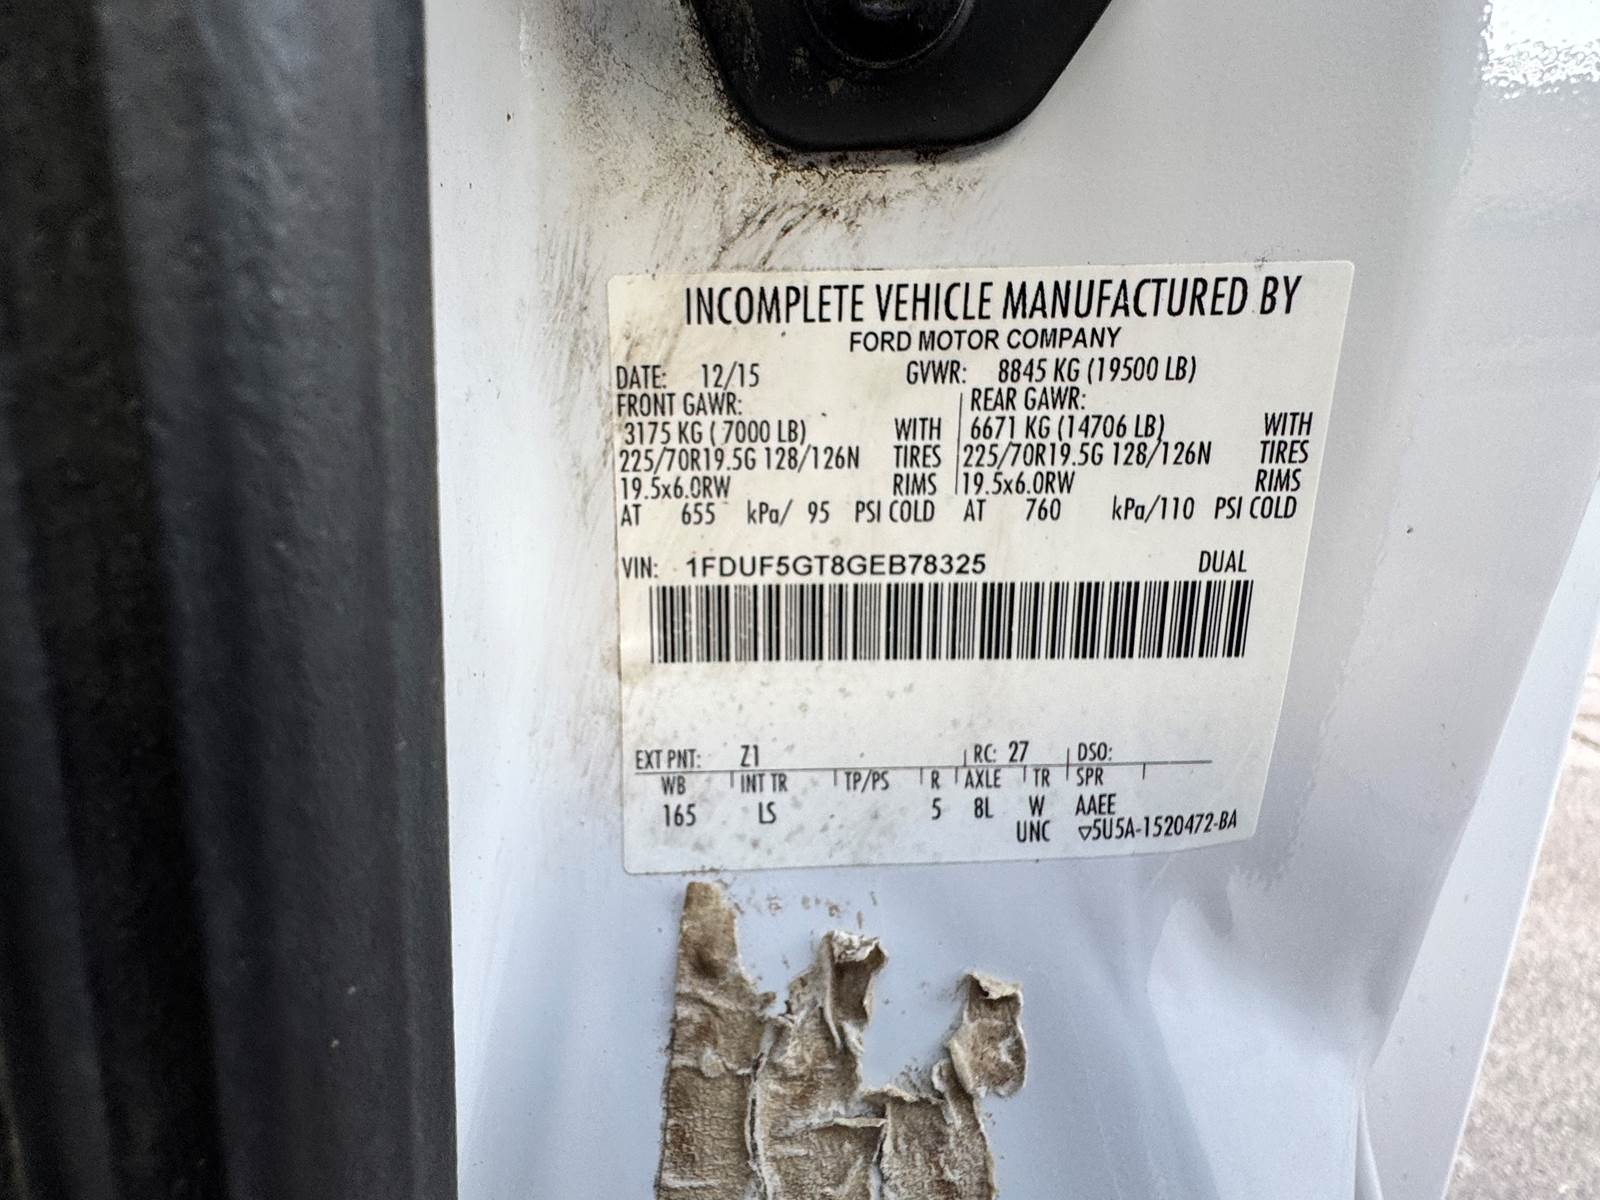 INCOMPLETE VEHICLE MANUFACTURED BY
FORD MOTOR COMPANY
DATE: 12/15 GVWR: 8845 KG (19500 LB)
FRONT GAWR: REAR GAWR:
3175 KG ( 7000 LB) WITH 6671 KG (14706 LB) WITH
225/70R19.5G 128/126N TIRES 225/70R19.5G 128/126N TIRES
19.5x6.0RW RIMS 19.5x6.0RW RIMS
AT 655 kPa/ 95 PSI COLD AT 760 kPa/110 PSI COLD
VIN: 1FDUF5GT8GEB78325 DUAL
EXT PNT: Z1 RC: 27 DSO:
WB INT TR TP/PS R AXLE TR SPR
165 LS 5 8L W AAEE
UNC ▽5U5A-1520472-BA